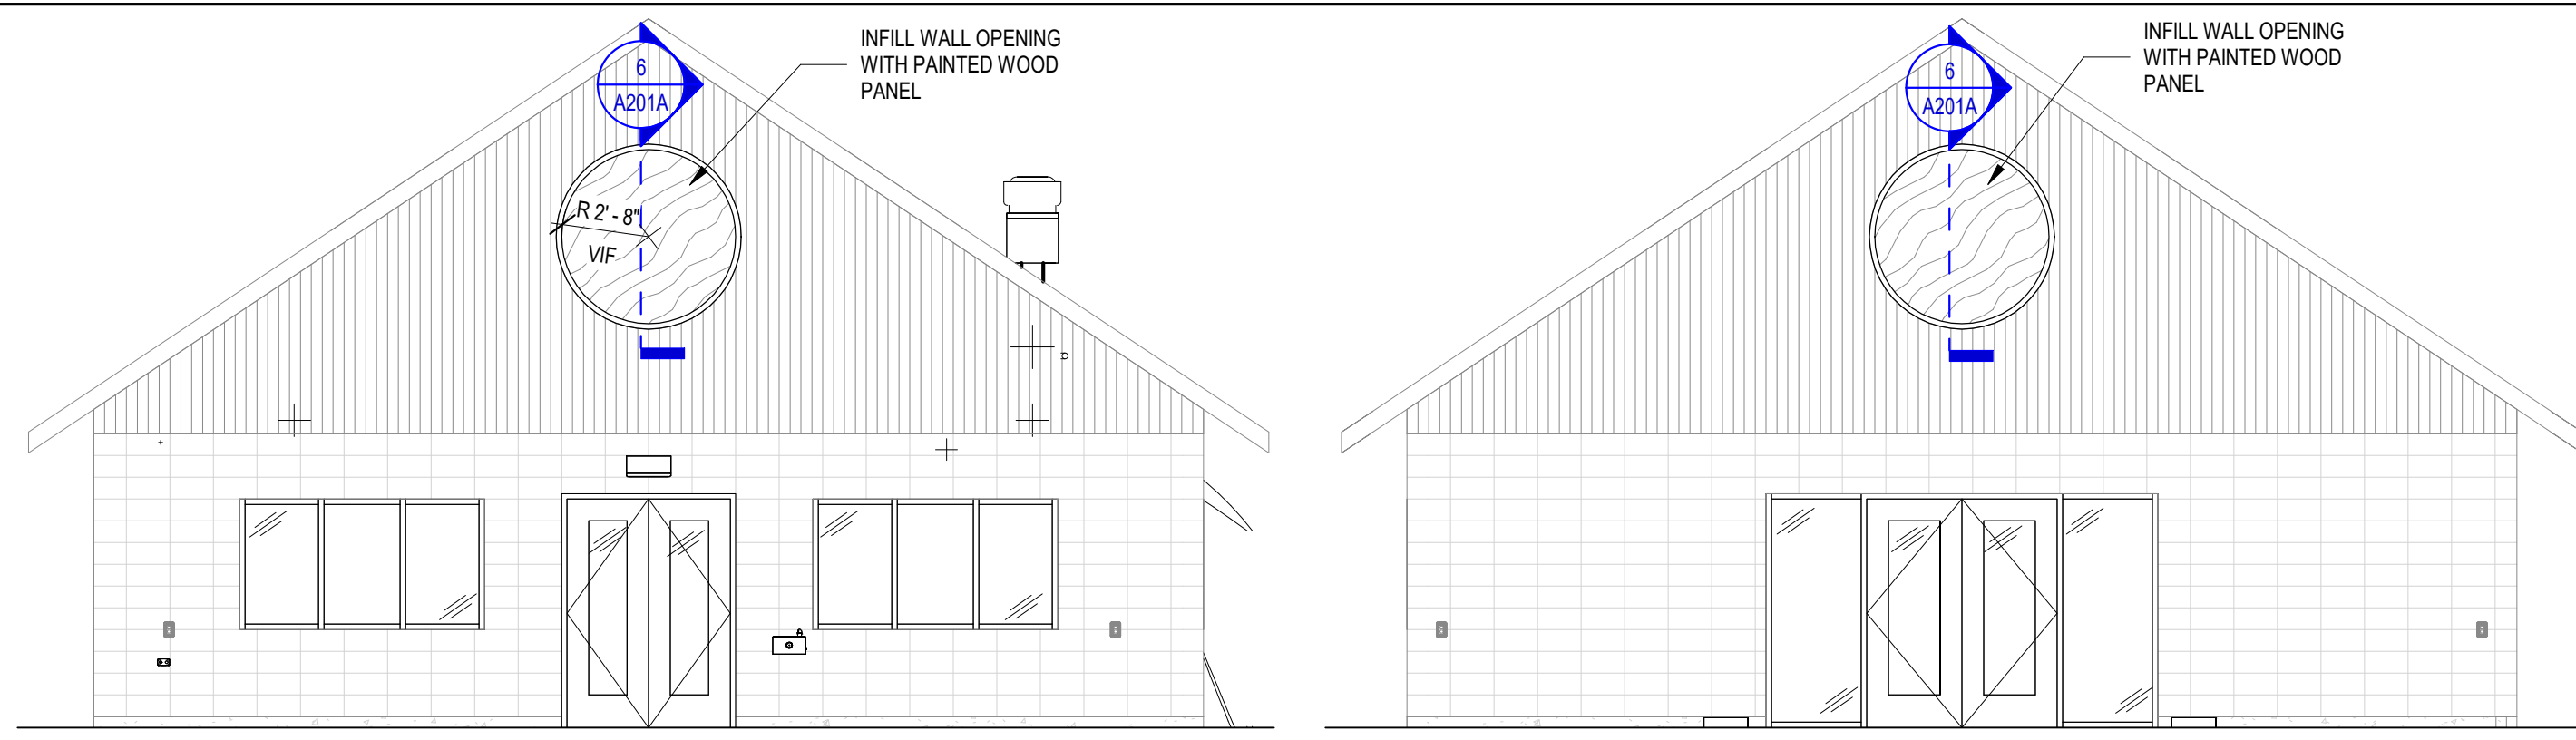 INFILL WALL OPENING
WITH PAINTED WOOD
PANEL
6
A201A
R 2' - 8"
VIF
INFILL WALL OPENING
WITH PAINTED WOOD
PANEL
6
A201A